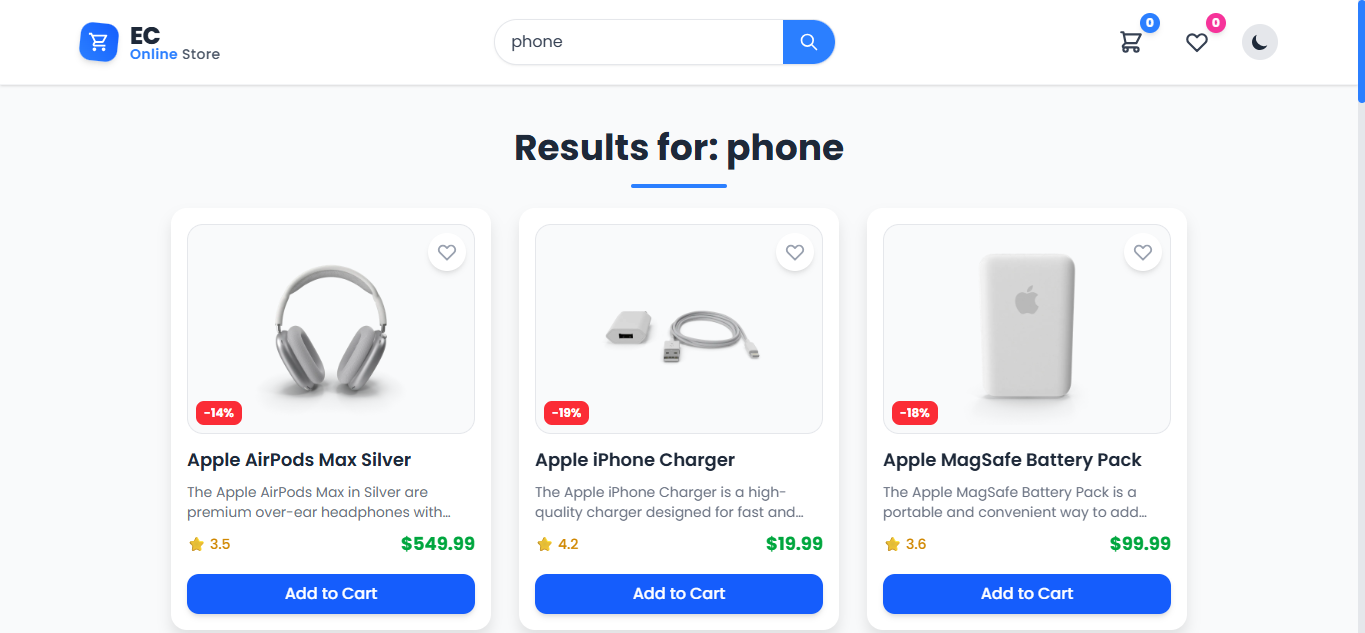 EC
Online Store
phone
0
0
Results for: phone
-14%
-19%
-18%
Apple AirPods Max Silver
The Apple AirPods Max in Silver are
premium over-ear headphones with…
3.5
$549.99
Add to Cart
Apple iPhone Charger
The Apple iPhone Charger is a high-
quality charger designed for fast and…
4.2
$19.99
Add to Cart
Apple MagSafe Battery Pack
The Apple MagSafe Battery Pack is a
portable and convenient way to add…
3.6
$99.99
Add to Cart